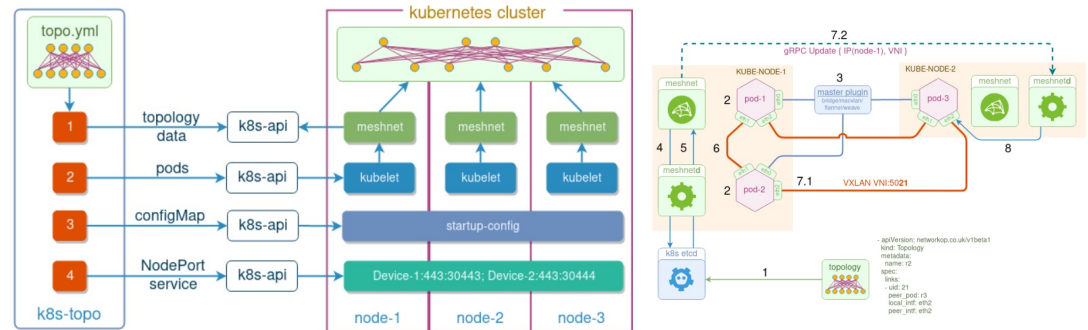 kubernetes cluster
topo.yml
1
topology
data
k8s-api
meshnet
meshnet
meshnet
2
pods
k8s-api
kubelet
kubelet
kubelet
3
configMap
k8s-api
startup-config
4
NodePort
service
k8s-api
Device-1:443:30443; Device-2:443:30444
k8s-topo
node-1
node-2
node-3
7.2
gRPC Update { IP(node-1), VNI }
KUBE-NODE-1
KUBE-NODE-2
meshnet
2
pod-1
3
master plugin
bridge/macvlan/
flannel/weave
pod-3
meshnet
meshnetd
4
5
6
8
meshnetd
2
pod-2
7.1
VXLAN VNI:5021
k8s etcd
1
topology
- apiVersion: networkop.co.uk/v1beta1
kind: Topology
metadata:
name: r2
spec:
links:
- uid: 21
peer_pod: r3
local_intf: eth2
peer_intf: eth2